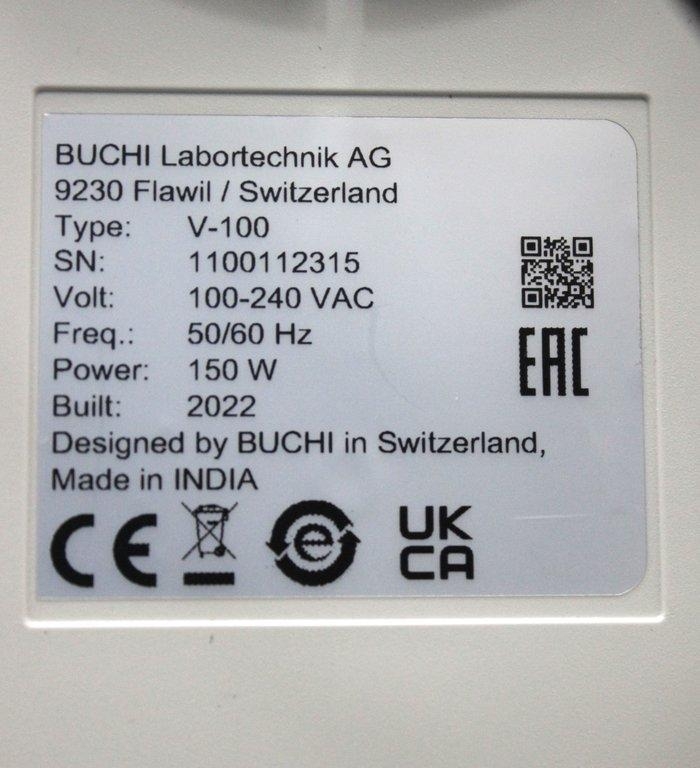 BUCHI Labortechnik AG
9230 Flawil / Switzerland
Type: V-100
SN: 1100112315
Volt: 100-240 VAC
Freq.: 50/60 Hz
Power: 150 W
Built: 2022
Designed by BUCHI in Switzerland,
Made in INDIA
EAC
CE
e
UK
CA